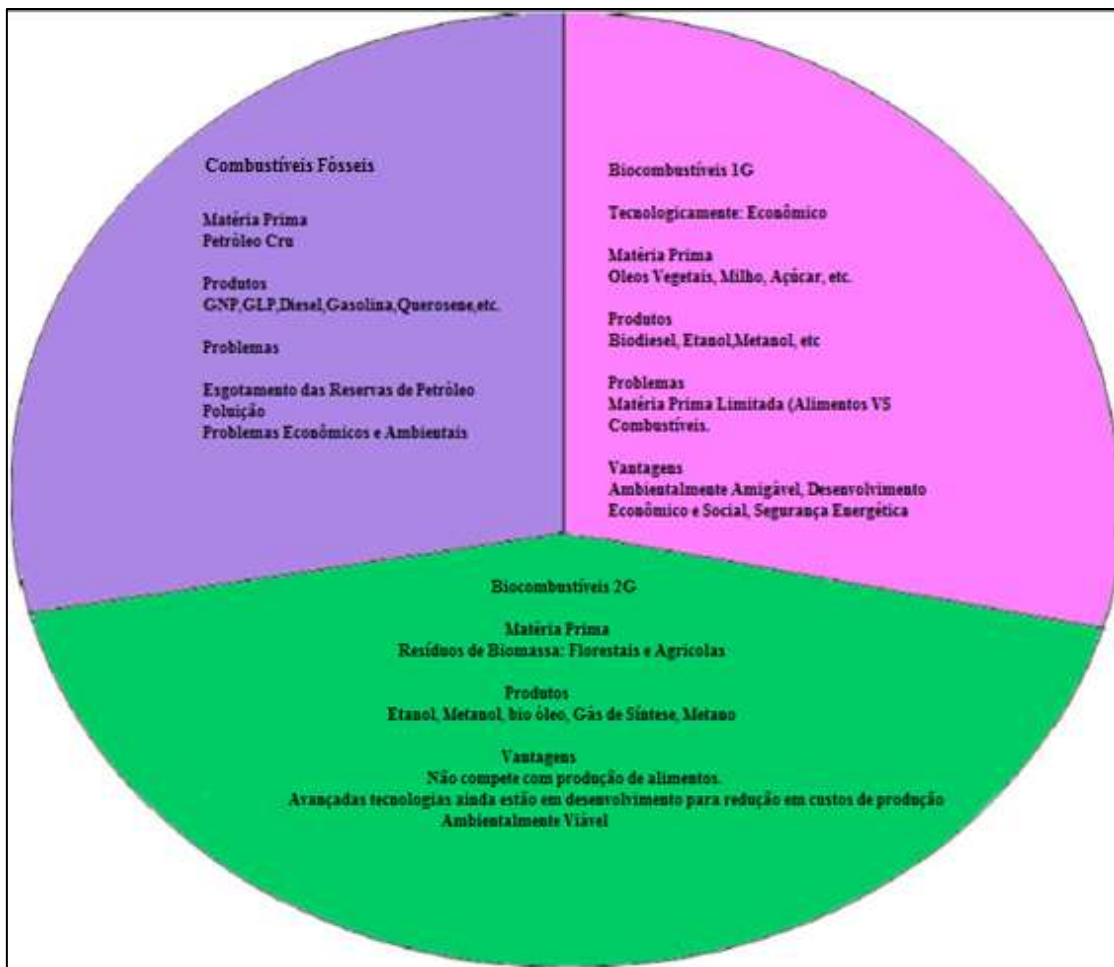 Combustíveis Fósseis
Matéria Prima
Petróleo Cru
Produtos
GNP,GLP,Diesel,Gasolina,Querosene,etc.
Problemas
Esgotamento das Reservas de Petróleo
Poluição
Problemas Econômicos e Ambientais
Biocombustíveis 1G
Tecnologicamente: Econômico
Matéria Prima
Oleos Vegetais, Milho, Açúcar, etc.
Produtos
Biodiesel, Etanol,Metanol, etc
Problemas
Matéria Prima Limitada (Alimentos VS
Combustíveis.
Vantagens
Ambientalmente Amigável, Desenvolvimento
Econômico e Social, Segurança Energética
Biocombustíveis 2G
Matéria Prima
Resíduos de Biomassa: Florestais e Agrícolas
Produtos
Etanol, Metanol, bio óleo, Gás de Síntese, Metano
Vantagens
Não compete com produção de alimentos.
Avançadas tecnologias ainda estão em desenvolvimento para redução em custos de produção
Ambientalmente Viável